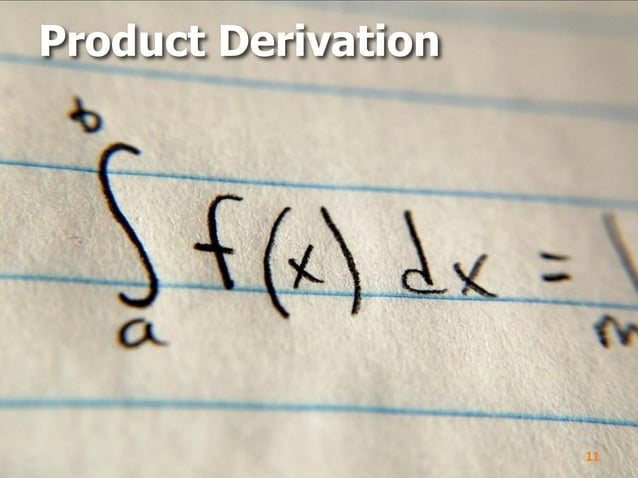 Product Derivation
b
∫ f(x) dx =
a
11